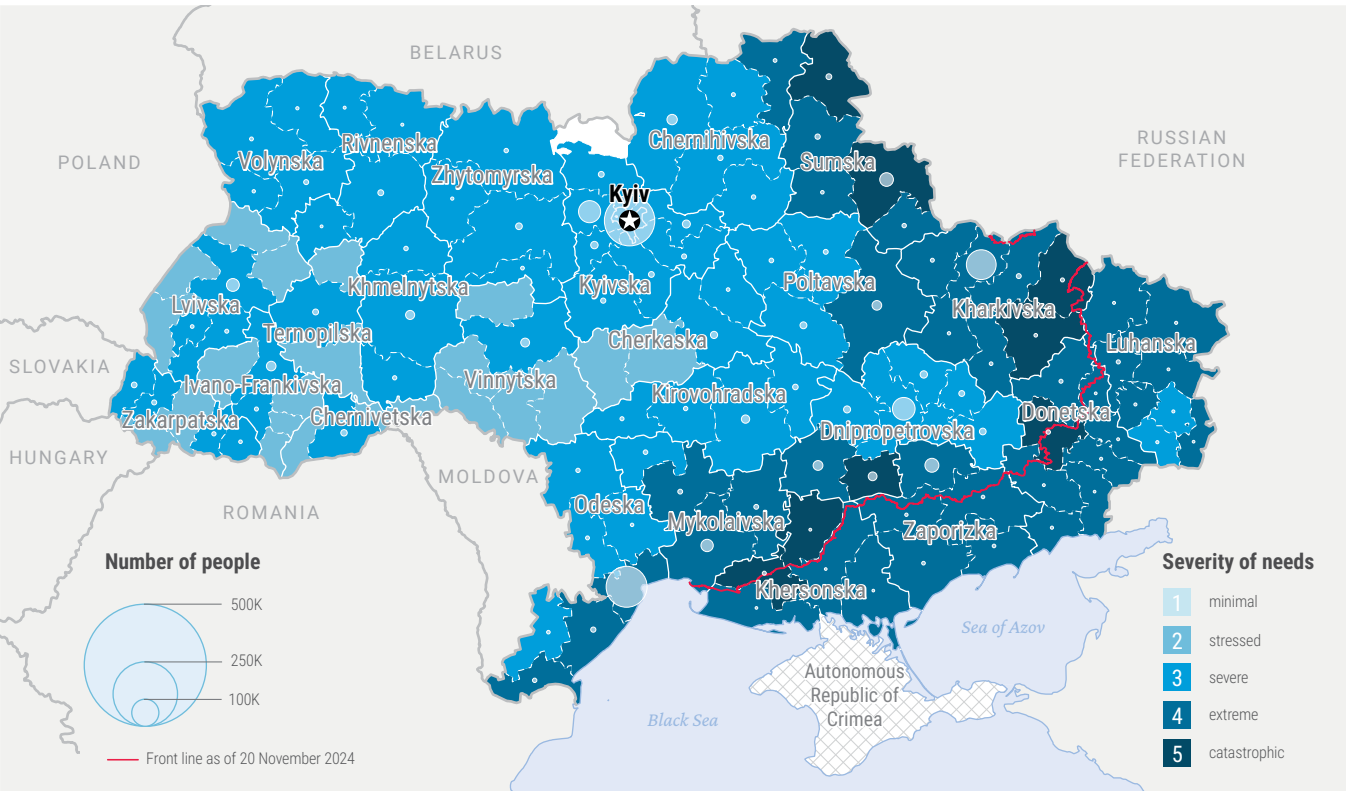 BELARUS
RUSSIAN
FEDERATION
POLAND
Volynska
Rivnenska
Zhytomyrska
Chernihivska
Sumska
Kyiv
Lvivska
Khmelnytska
Kyivska
Poltavska
Kharkivska
Ternopilska
Cherkaska
Luhanska
SLOVAKIA
Ivano-Frankivska
Vinnytska
Kirovohradska
Zakarpatska
Chernivetska
Dnipropetrovska
Donetska
HUNGARY
MOLDOVA
ROMANIA
Odeska
Mykolaivska
Zaporizka
Khersonska
Sea of Azov
Autonomous
Republic of
Crimea
Black Sea
Number of people
500K
250K
100K
Front line as of 20 November 2024
Severity of needs
1 minimal
2 stressed
3 severe
4 extreme
5 catastrophic